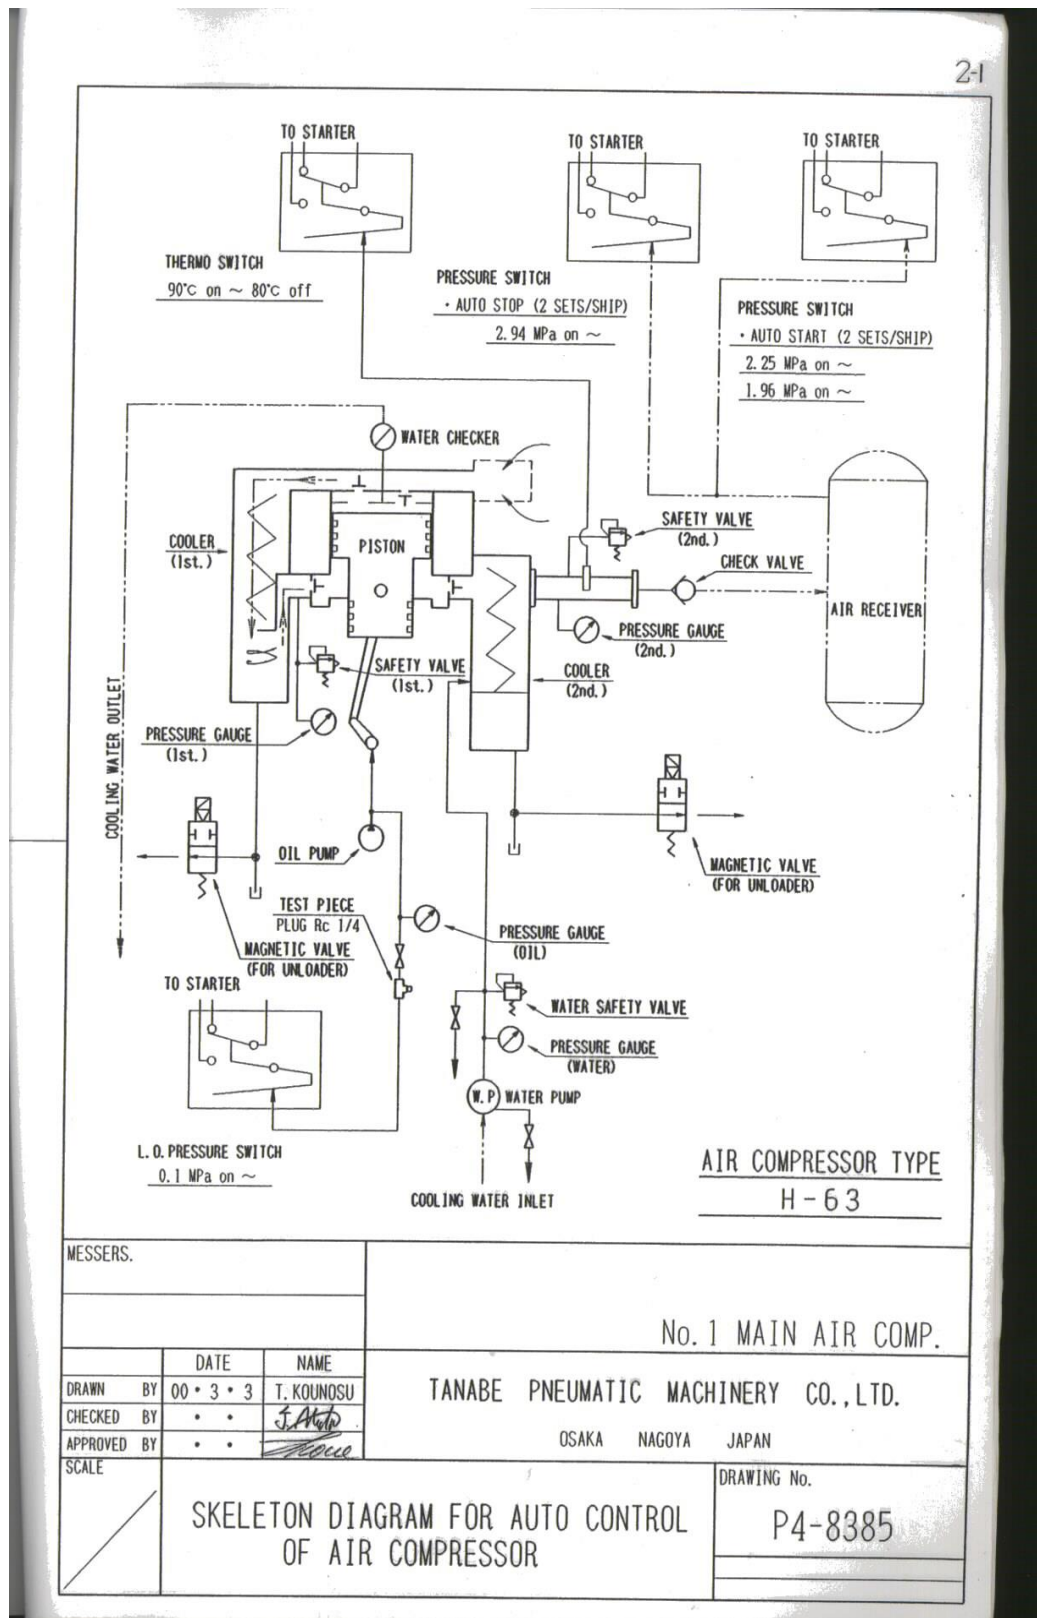 2-1
TO STARTER
TO STARTER
TO STARTER
THERMO SWITCH
90°C on ~ 80°C off
PRESSURE SWITCH
・AUTO STOP (2 SETS/SHIP)
2.94 MPa on ~
PRESSURE SWITCH
・AUTO START (2 SETS/SHIP)
2.25 MPa on ~
1.96 MPa on ~
WATER CHECKER
COOLER
(1st.)
PISTON
SAFETY VALVE
(2nd.)
CHECK VALVE
AIR RECEIVER
PRESSURE GAUGE
(2nd.)
SAFETY VALVE
(1st.)
COOLER
(2nd.)
COOLING WATER OUTLET
PRESSURE GAUGE
(1st.)
OIL PUMP
MAGNETIC VALVE
(FOR UNLOADER)
TEST PIECE
PLUG Rc 1/4
PRESSURE GAUGE
(OIL)
MAGNETIC VALVE
(FOR UNLOADER)
TO STARTER
WATER SAFETY VALVE
PRESSURE GAUGE
(WATER)
W.P WATER PUMP
L.O.PRESSURE SWITCH
0.1 MPa on ~
COOLING WATER INLET
AIR COMPRESSOR TYPE
H-63
MESSERS.
No.1 MAIN AIR COMP.
DATE NAME
DRAWN BY 00・3・3 T. KOUNOSU
CHECKED BY ・ ・
APPROVED BY ・ ・
TANABE PNEUMATIC MACHINERY CO.,LTD.
OSAKA NAGOYA JAPAN
SCALE
SKELETON DIAGRAM FOR AUTO CONTROL
OF AIR COMPRESSOR
DRAWING No.
P4-8385